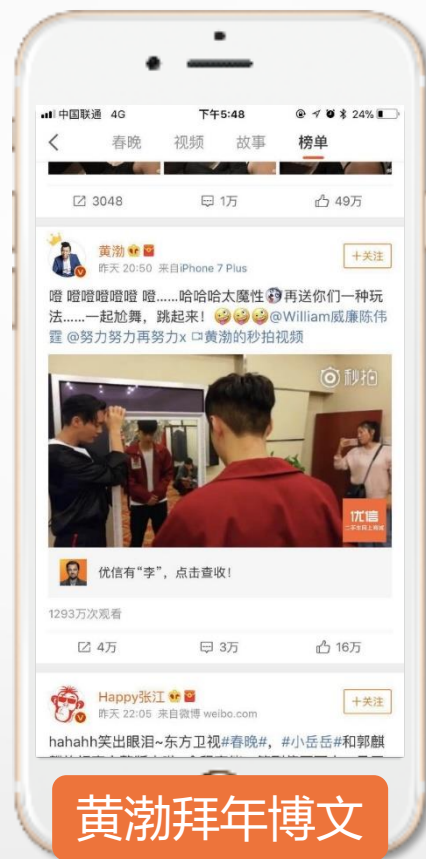 中国联通 4G 下午5:48 24%
春晚 视频 故事 榜单
3048 1万 49万
黄渤
+关注
昨天 20:50 来自iPhone 7 Plus
噔 噔噔噔噔噔 噔……哈哈哈太魔性 再送你们一种玩
法……一起尬舞,跳起来! @William威廉陈伟
霆 @努力努力再努力x 黄渤的秒拍视频
秒拍
优信
二手车网上商城
优信有“李”,点击查收!
1293万次观看
4万 3万 16万
Happy张江
+关注
昨天 22:05 来自微博 weibo.com
hahahh笑出眼泪~东方卫视#春晚#,#小岳岳#和郭麒
黄渤拜年博文